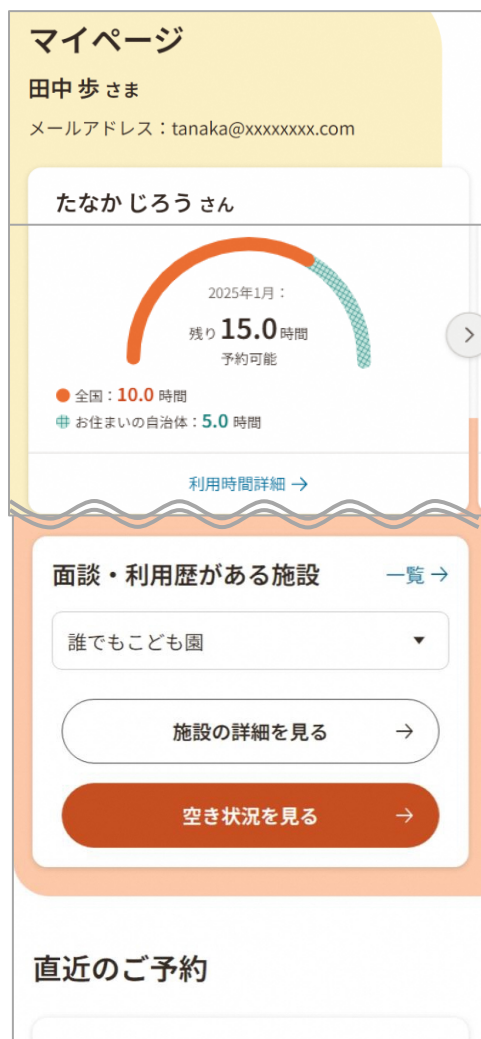 マイページ
田中 歩 さま
メールアドレス：tanaka@xxxxxxxx.com
たなか じろう さん
2025年1月：
残り 15.0 時間
予約可能
全国：10.0 時間
お住まいの自治体：5.0 時間
利用時間詳細 →
面談・利用歴がある施設 一覧 →
誰でもこども園
施設の詳細を見る →
空き状況を見る →
直近のご予約